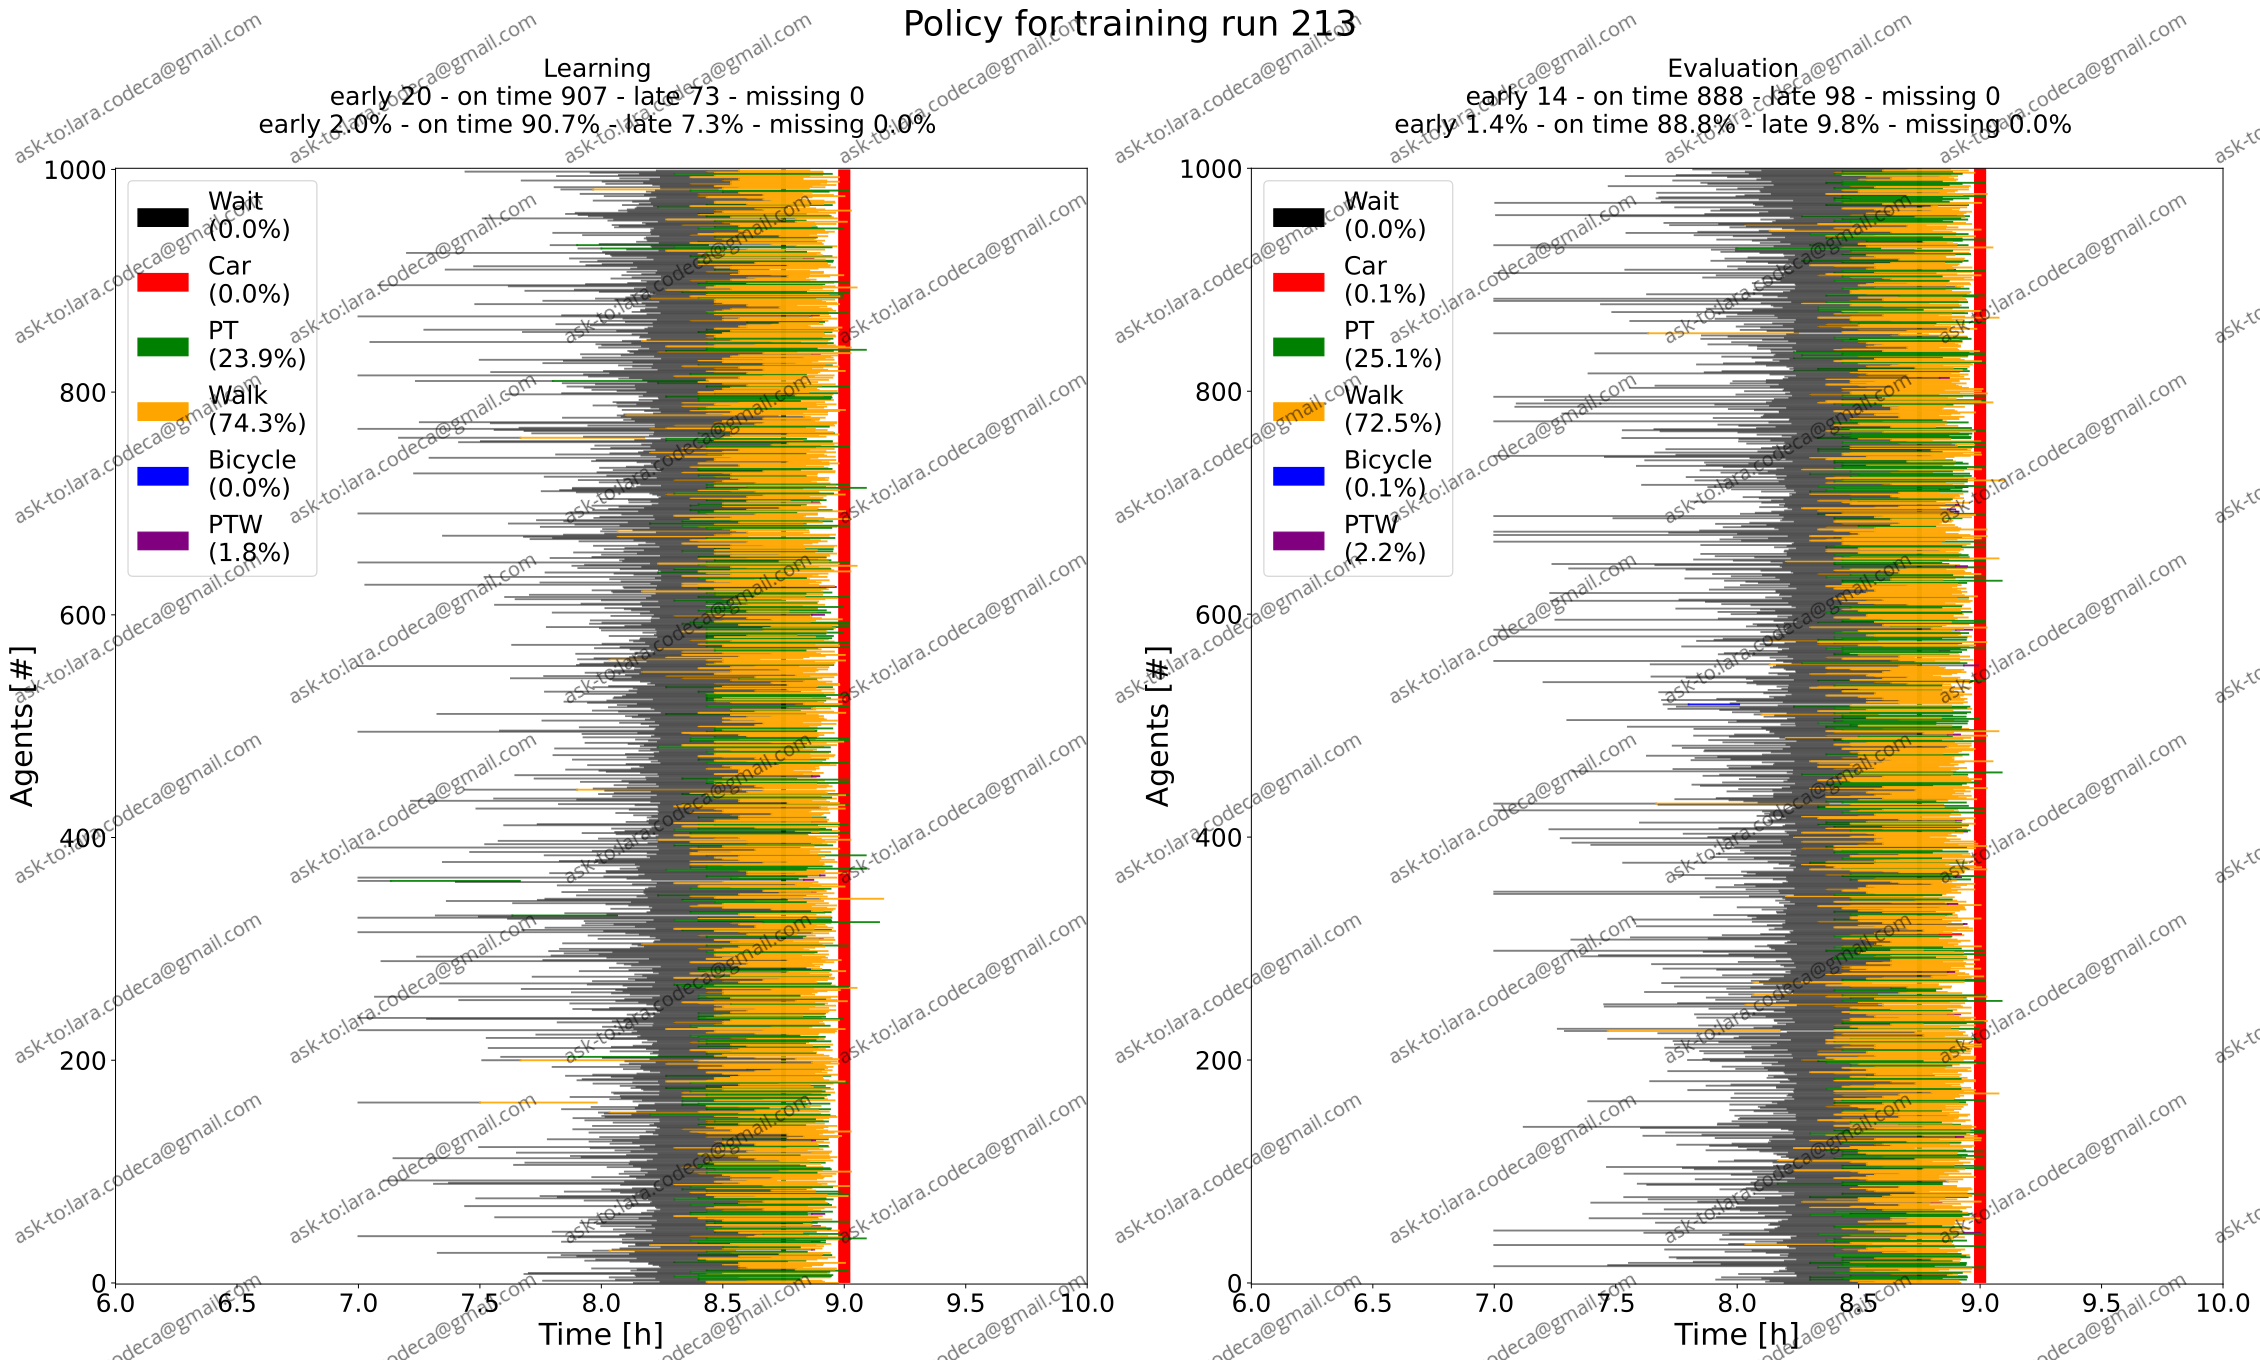 Policy for training run 213
Learning
early 20 - on time 907 - late 73 - missing 0
early 2.0% - on time 90.7% - late 7.3% - missing 0.0%
1000
800
600
400
200
0
Agents [#]
Wait
(0.0%)
Car
(0.0%)
PT
(23.9%)
Walk
(74.3%)
Bicycle
(0.0%)
PTW
(1.8%)
6.0 6.5 7.0 7.5 8.0 8.5 9.0 9.5 10.0
Time [h]
Evaluation
early 14 - on time 888 - late 98 - missing 0
early 1.4% - on time 88.8% - late 9.8% - missing 0.0%
1000
800
600
400
200
0
Agents [#]
Wait
(0.0%)
Car
(0.1%)
PT
(25.1%)
Walk
(72.5%)
Bicycle
(0.1%)
PTW
(2.2%)
6.0 6.5 7.0 7.5 8.0 8.5 9.0 9.5 10.0
Time [h]
ask-to:lara.codeca@gmail.com